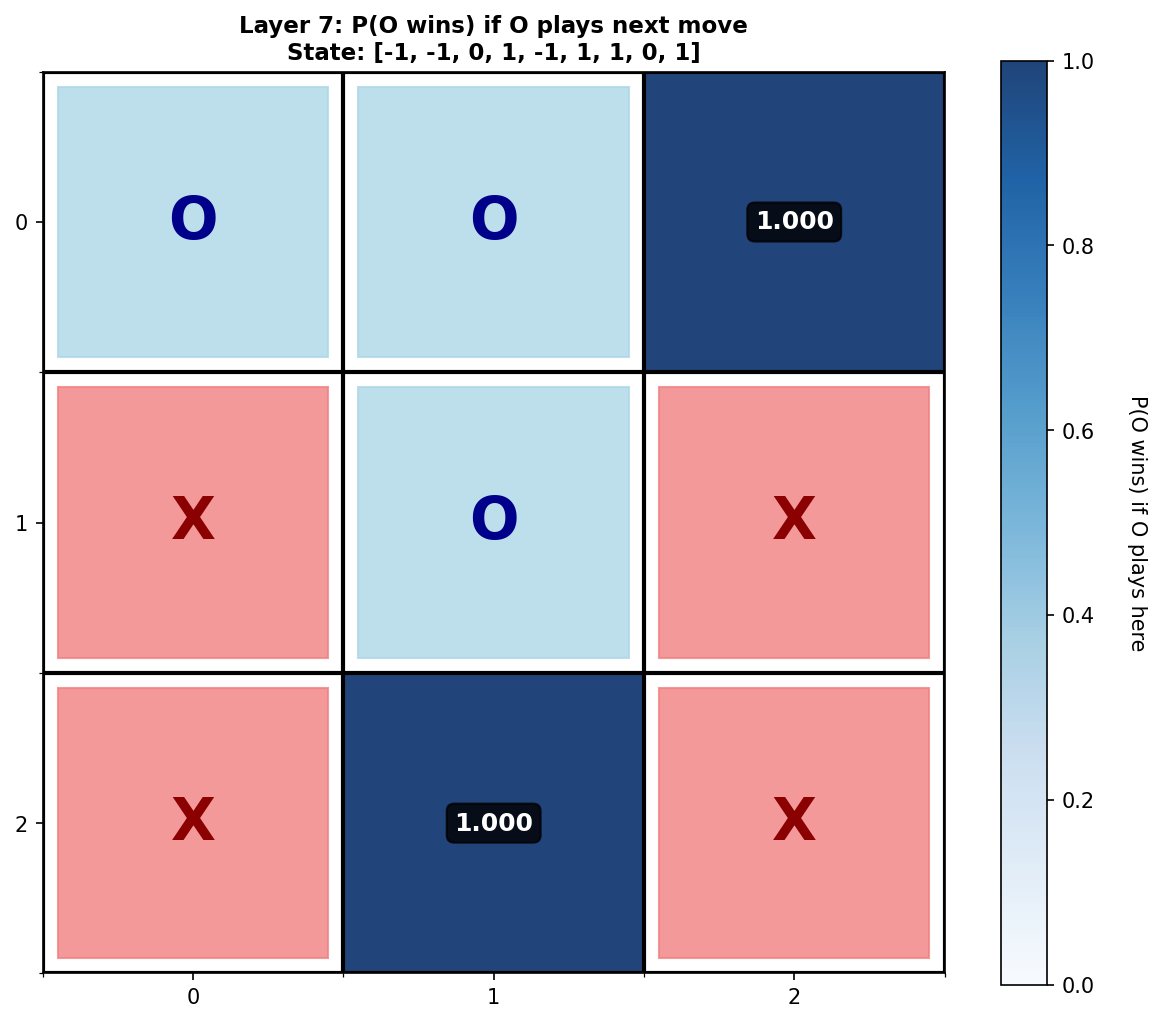 Layer 7: P(O wins) if O plays next move
State: [-1, -1, 0, 1, -1, 1, 1, 0, 1]
1.0
0
O
O
1.000
0.8
0.6
1
X
O
X
P(O wins) if O plays here
0.4
2
X
1.000
X
0.2
0.0
0
1
2